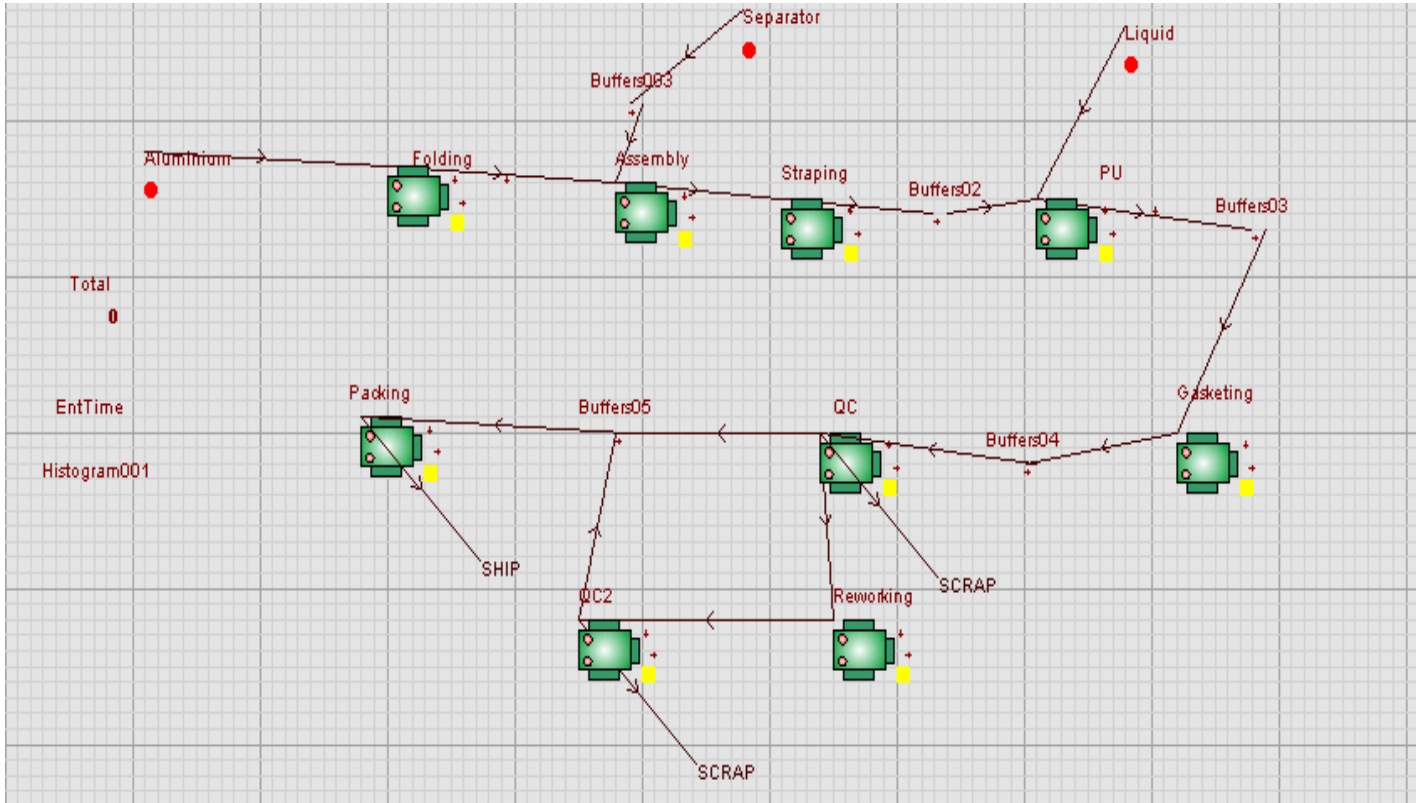 Separator
Liquid
Buffers003
Aluminium
Folding
Assembly
Straping
Buffers02
PU
Buffers03
Total
0
Packing
EntTime
Buffers05
QC
Gasketing
Buffers04
Histogram001
SHIP
SCRAP
QC2
Reworking
SCRAP